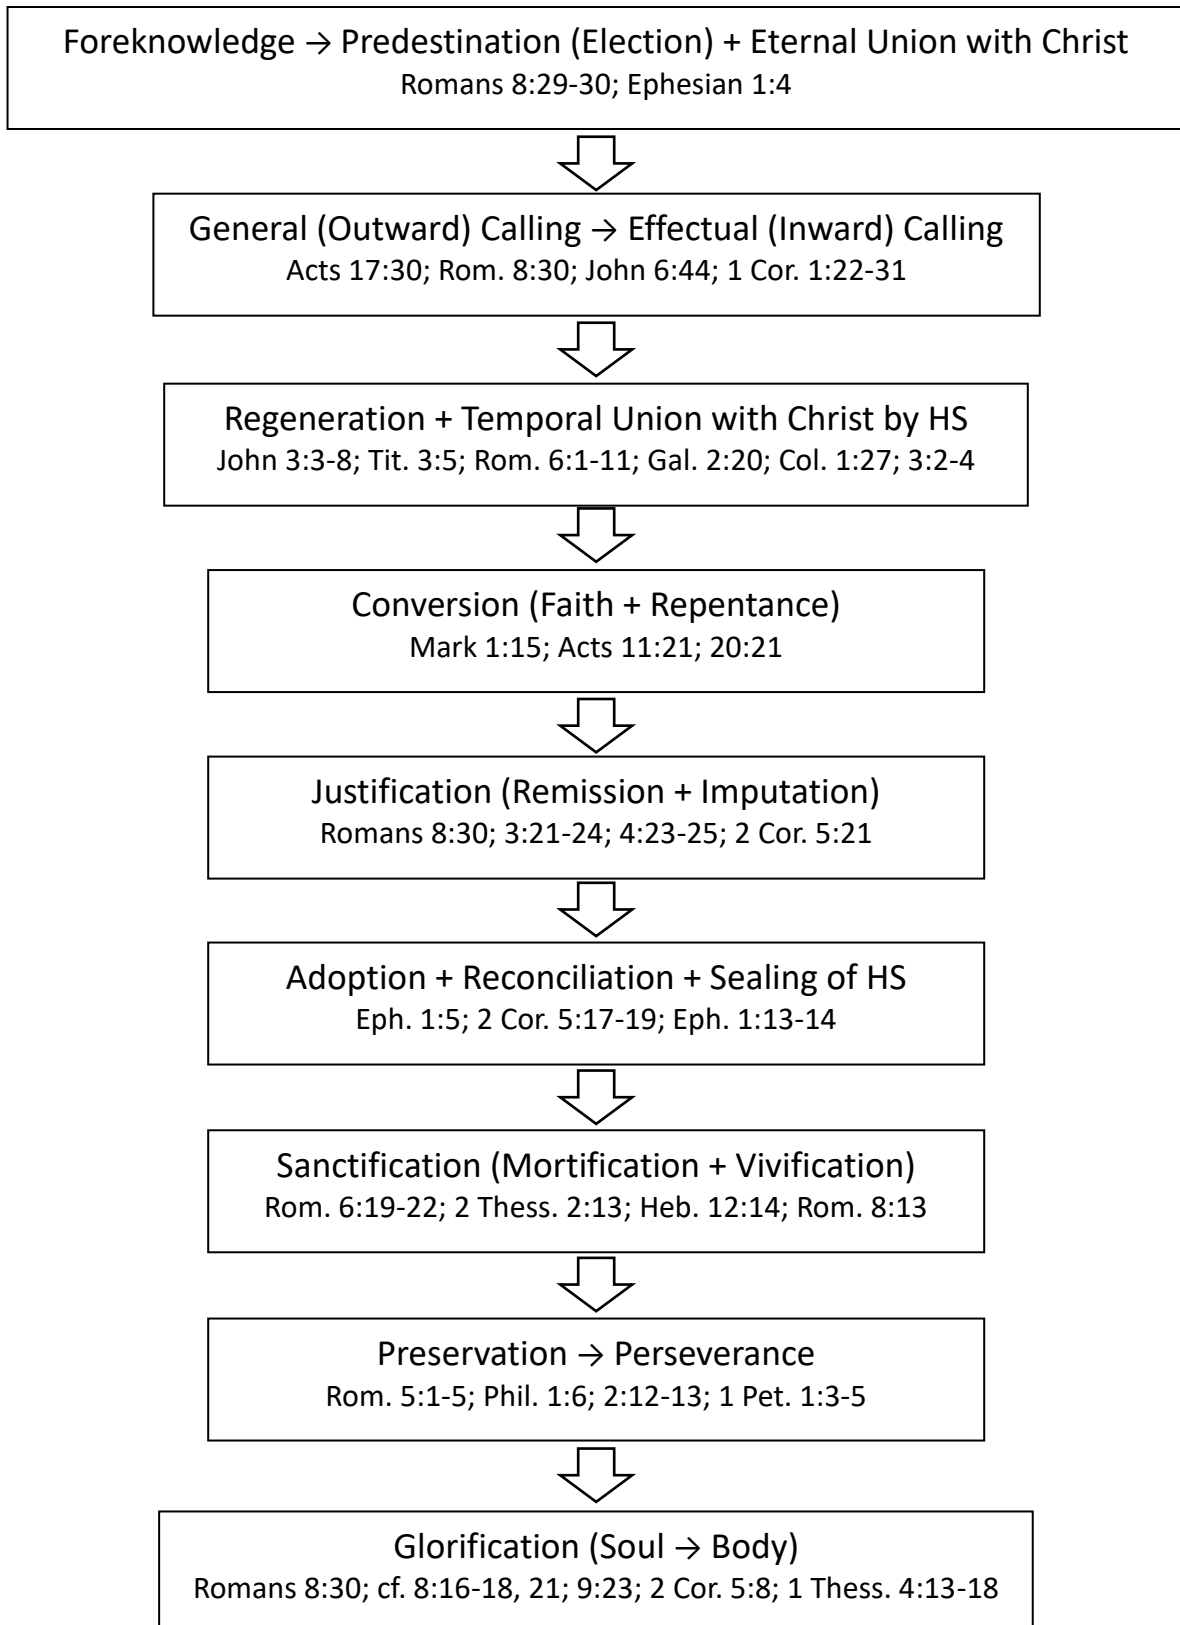 Foreknowledge → Predestination (Election) + Eternal Union with Christ
Romans 8:29-30; Ephesian 1:4
General (Outward) Calling → Effectual (Inward) Calling
Acts 17:30; Rom. 8:30; John 6:44; 1 Cor. 1:22-31
Regeneration + Temporal Union with Christ by HS
John 3:3-8; Tit. 3:5; Rom. 6:1-11; Gal. 2:20; Col. 1:27; 3:2-4
Conversion (Faith + Repentance)
Mark 1:15; Acts 11:21; 20:21
Justification (Remission + Imputation)
Romans 8:30; 3:21-24; 4:23-25; 2 Cor. 5:21
Adoption + Reconciliation + Sealing of HS
Eph. 1:5; 2 Cor. 5:17-19; Eph. 1:13-14
Sanctification (Mortification + Vivification)
Rom. 6:19-22; 2 Thess. 2:13; Heb. 12:14; Rom. 8:13
Preservation → Perseverance
Rom. 5:1-5; Phil. 1:6; 2:12-13; 1 Pet. 1:3-5
Glorification (Soul → Body)
Romans 8:30; cf. 8:16-18, 21; 9:23; 2 Cor. 5:8; 1 Thess. 4:13-18